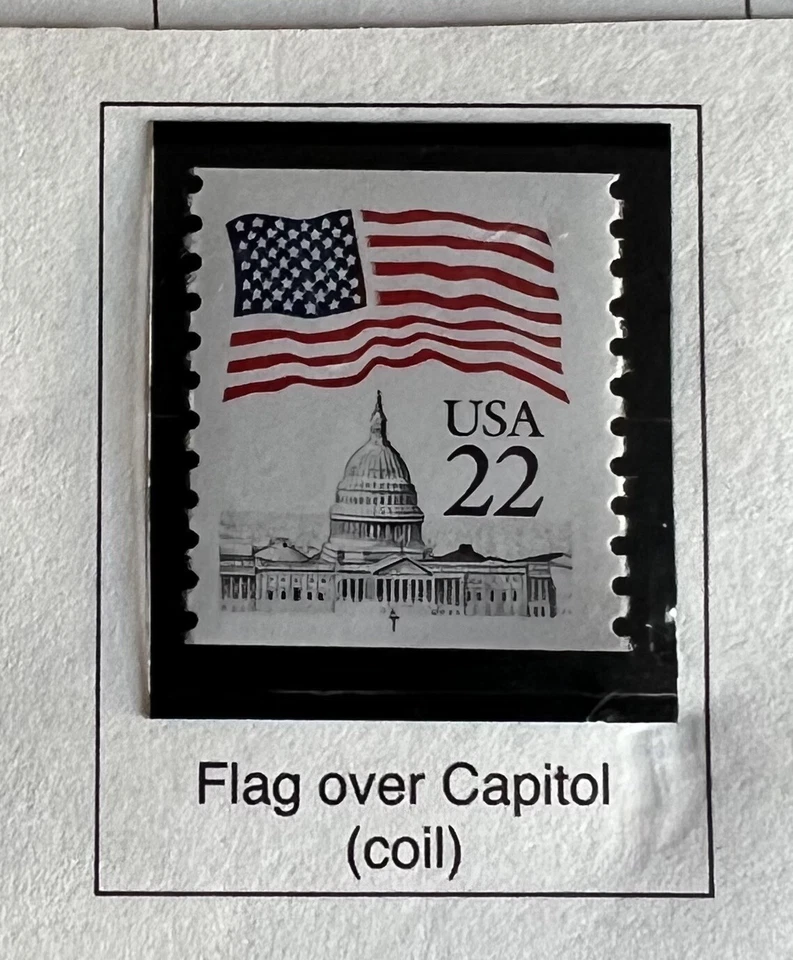 USA
22
T
Flag over Capitol
(coil)